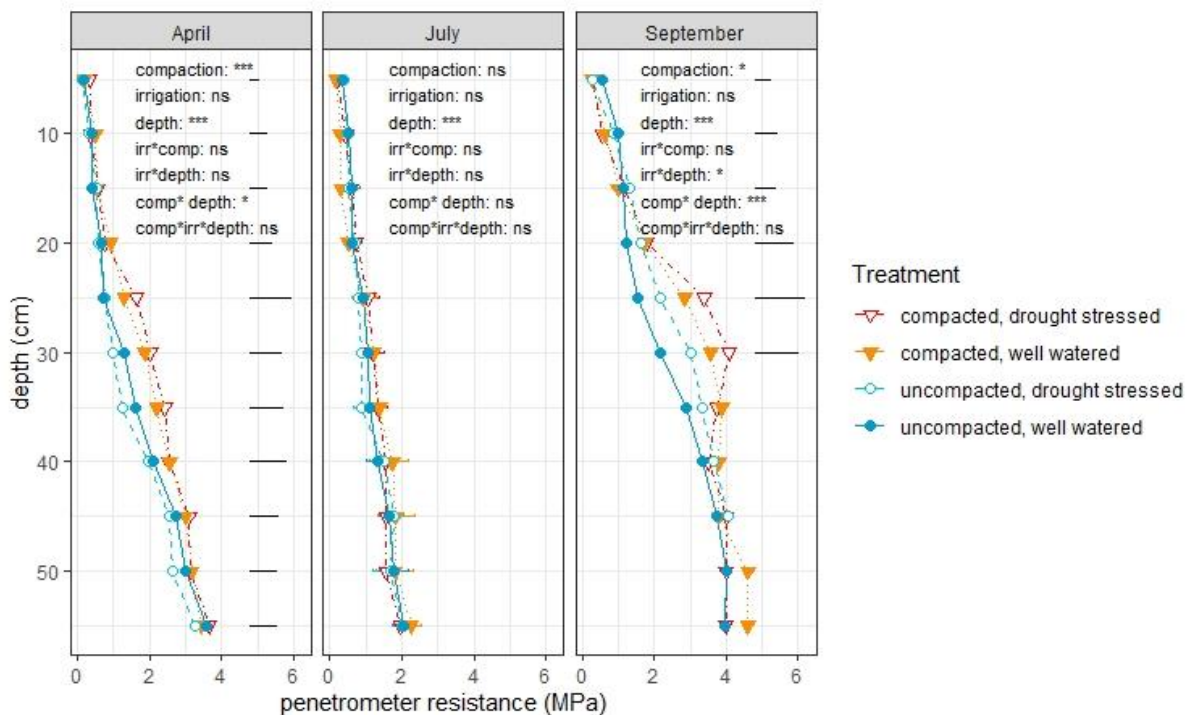 April
July
September
compaction: ***
irrigation: ns
depth: ***
irr*comp: ns
irr*depth: ns
comp* depth: *
comp*irr*depth: ns
compaction: ns
irrigation: ns
depth: ***
irr*comp: ns
irr*depth: ns
comp* depth: ns
comp*irr*depth: ns
compaction: *
irrigation: ns
depth: ***
irr*comp: ns
irr*depth: *
comp* depth: ***
comp*irr*depth: ns
10
20
30
40
50
depth (cm)
0 2 4 6
0 2 4 6
0 2 4 6
penetrometer resistance (MPa)
Treatment
compacted, drought stressed
compacted, well watered
uncompacted, drought stressed
uncompacted, well watered